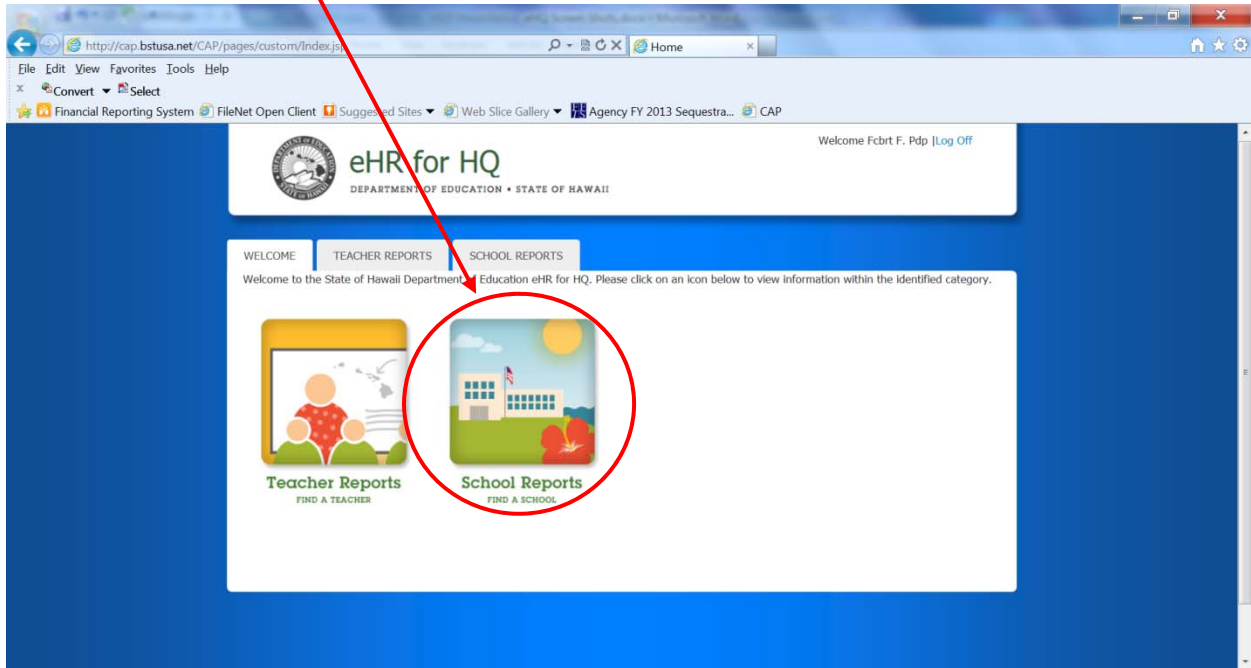 http://cap.bstusa.net/CAP/pages/custom/Index.jsp
Home
File Edit View Favorites Tools Help
Convert Select
Financial Reporting System FileNet Open Client Suggested Sites Web Slice Gallery Agency FY 2013 Sequestra... CAP
Welcome Fcbrt F. Pdp |Log Off
eHR for HQ
DEPARTMENT OF EDUCATION • STATE OF HAWAII
WELCOME TEACHER REPORTS SCHOOL REPORTS
Welcome to the State of Hawaii Department of Education eHR for HQ. Please click on an icon below to view information within the identified category.
Teacher Reports School Reports
FIND A TEACHER FIND A SCHOOL